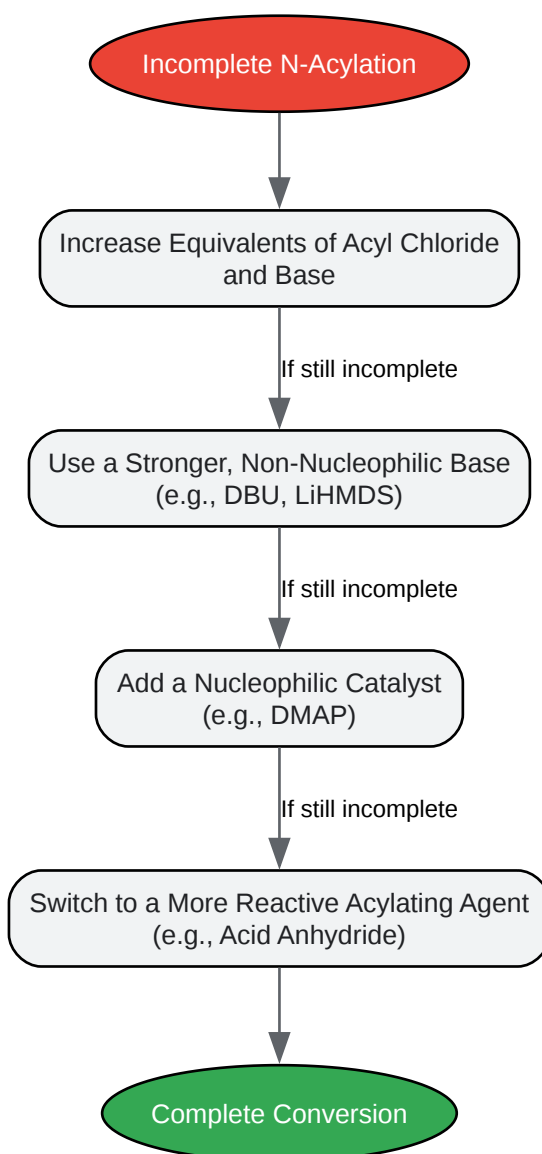 Incomplete N-Acylation
Increase Equivalents of Acyl Chloride
and Base
If still incomplete
Use a Stronger, Non-Nucleophilic Base
(e.g., DBU, LiHMDS)
If still incomplete
Add a Nucleophilic Catalyst
(e.g., DMAP)
If still incomplete
Switch to a More Reactive Acylating Agent
(e.g., Acid Anhydride)
Complete Conversion